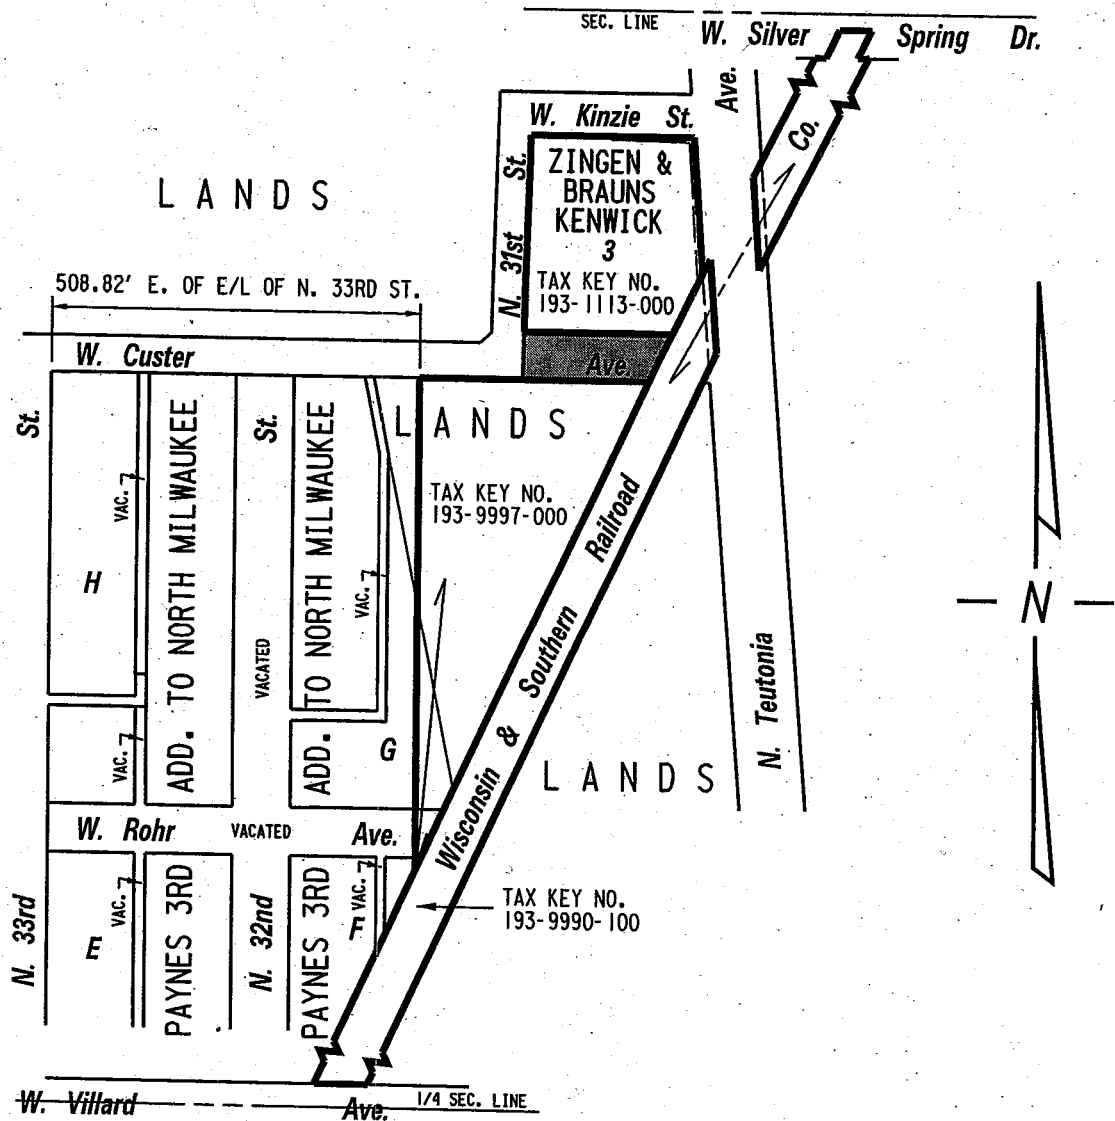 SEC. LINE
W. Silver Spring Dr.
Ave.
W. Kinzie St.
Co.
ZINGEN &
BRAUNS
KENWICK
3
TAX KEY NO.
193-1113-000
N. 31st St.
LANDS
508.82' E. OF E/L OF N. 33RD ST.
W. Custer
Ave.
LANDS
St.
St.
TAX KEY NO.
193-9997-000
VAC.
H
ADD. TO NORTH MILWAUKEE
VACATED
ADD. TO NORTH MILWAUKEE
VAC.
Wisconsin & Southern Railroad
N. Teutonia
N
VAC.
G
LANDS
W. Rohr VACATED Ave.
TAX KEY NO.
193-9990-100
N. 33rd
E
VAC.
PAYNES 3RD
N. 32nd
PAYNES 3RD
F
VAC.
W. Villard Ave.
1/4 SEC. LINE